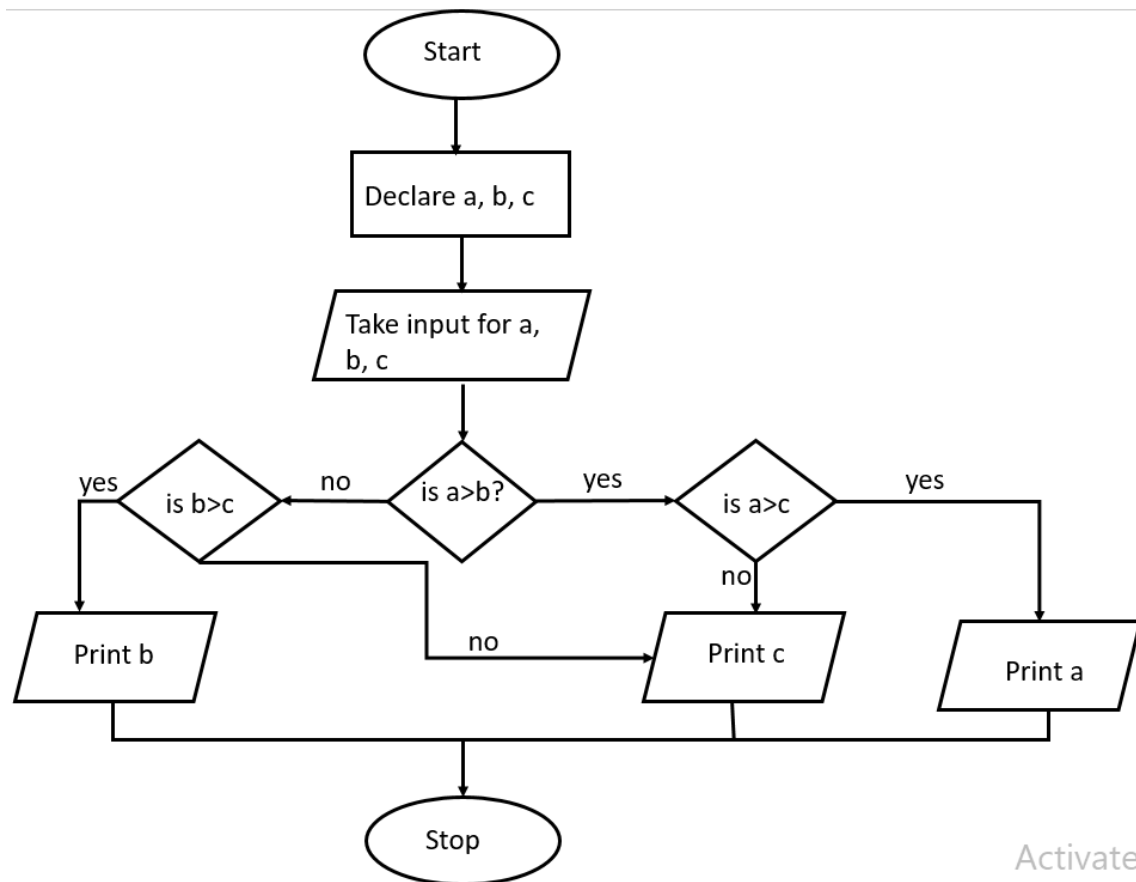 Start
Declare a, b, c
Take input for a,
b, c
yes
is b>c
no
is a>b?
yes
is a>c
yes
no
Print b
no
Print c
Print a
Stop
Activate